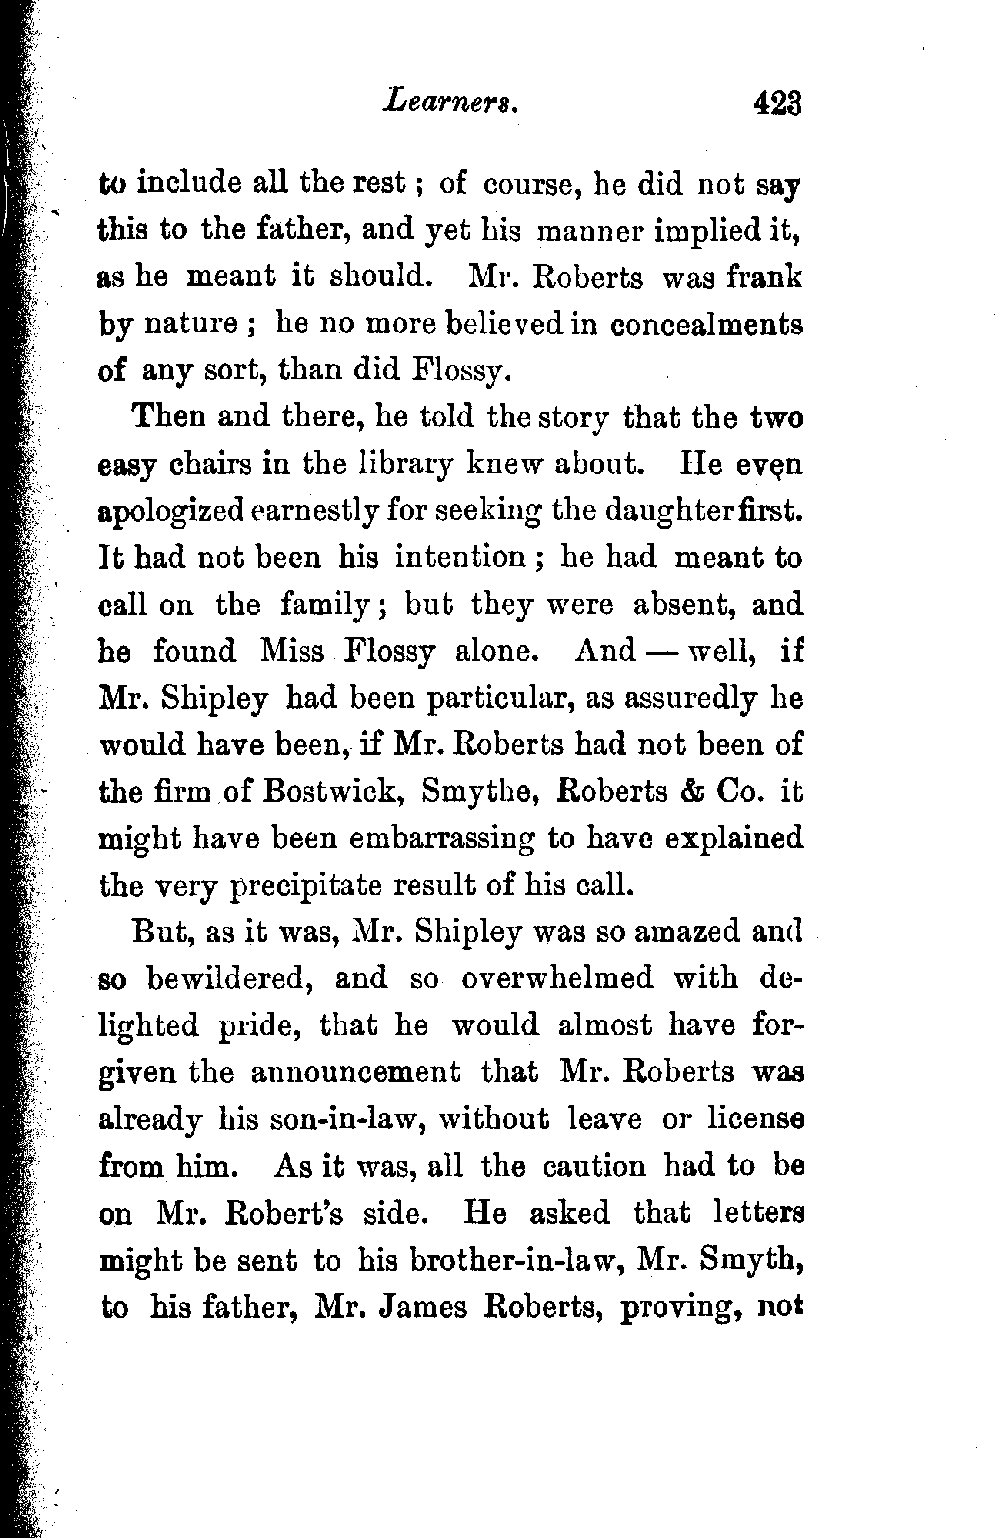 Learners. 423
to include all the rest; of course, he did not say
this to the father, and yet his manner implied it,
as he meant it should. Mr. Roberts was frank
by nature; he no more believed in concealments
of any sort, than did Flossy.
Then and there, he told the story that the two
easy chairs in the library knew about. He even
apologized earnestly for seeking the daughter first.
It had not been his intention; he had meant to
call on the family; but they were absent, and
he found Miss Flossy alone. And — well, if
Mr. Shipley had been particular, as assuredly he
would have been, if Mr. Roberts had not been of
the firm of Bostwick, Smythe, Roberts & Co. it
might have been embarrassing to have explained
the very precipitate result of his call.
But, as it was, Mr. Shipley was so amazed and
so bewildered, and so overwhelmed with de-
lighted pride, that he would almost have for-
given the announcement that Mr. Roberts was
already his son-in-law, without leave or license
from him. As it was, all the caution had to be
on Mr. Robert's side. He asked that letters
might be sent to his brother-in-law, Mr. Smyth,
to his father, Mr. James Roberts, proving, not